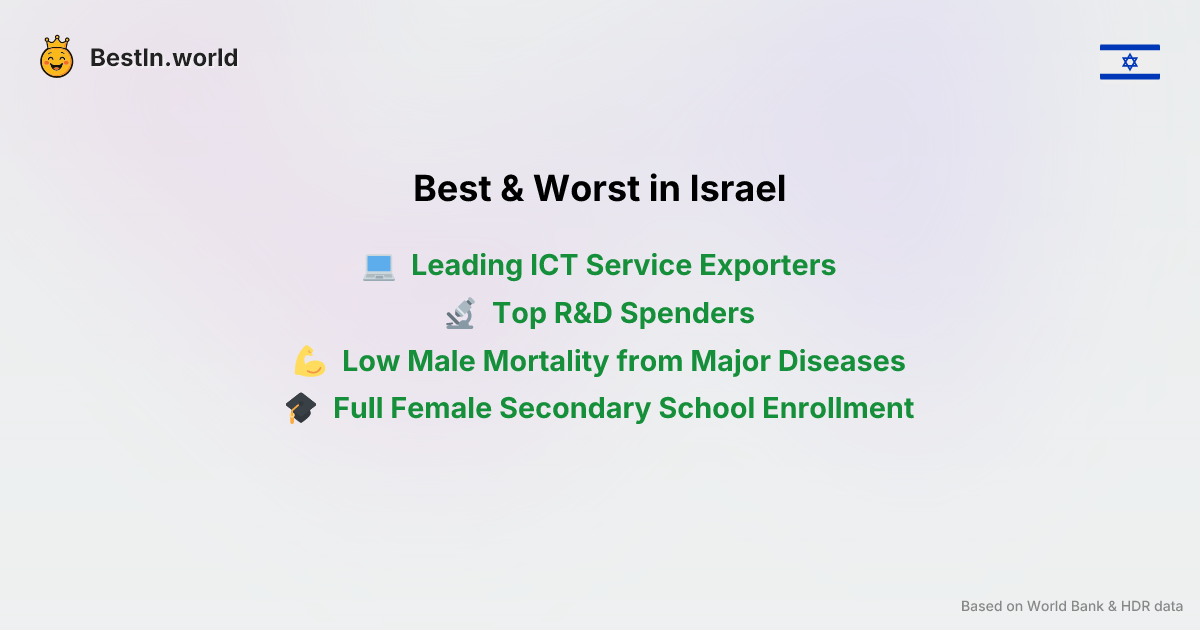 BestIn.world
Best & Worst in Israel
Leading ICT Service Exporters
Top R&D Spenders
Low Male Mortality from Major Diseases
Full Female Secondary School Enrollment
Based on World Bank & HDR data